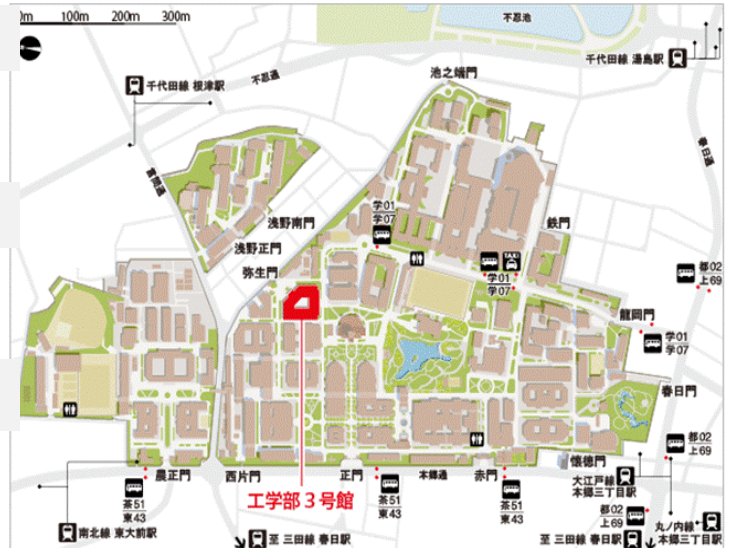 0m 100m 200m 300m
不忍池
千代田線 湯島駅
不忍通
池之端門
千代田線 根津駅
春日通
言問通
学01
学07
浅野南門
鉄門
浅野正門
弥生門
TAXI
学01
学07
都02
上69
龍岡門
学01
学07
春日門
都02
上69
懐徳門
農正門
西片門
正門
本郷通
赤門
大江戸線
本郷三丁目駅
茶51
東43
工学部3号館
茶51
東43
茶51
東43
都02
上69
丸ノ内線
本郷三丁目駅
南北線 東大前駅
至 三田線 春日駅
至 三田線 春日駅